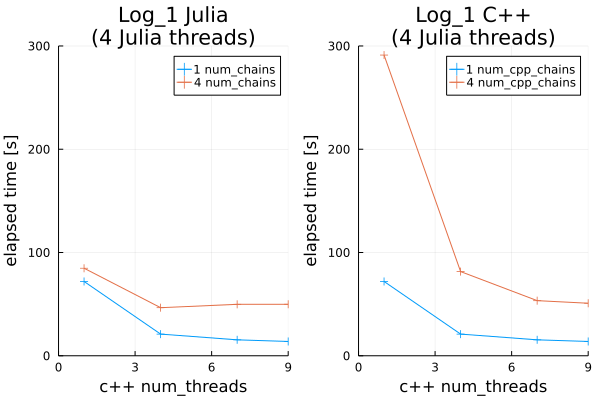 Log_1 Julia
(4 Julia threads)
300
200
100
0
elapsed time [s]
1 num_chains
4 num_chains
0 3 6 9
c++ num_threads
Log_1 C++
(4 Julia threads)
300
200
100
0
elapsed time [s]
1 num_cpp_chains
4 num_cpp_chains
0 3 6 9
c++ num_threads